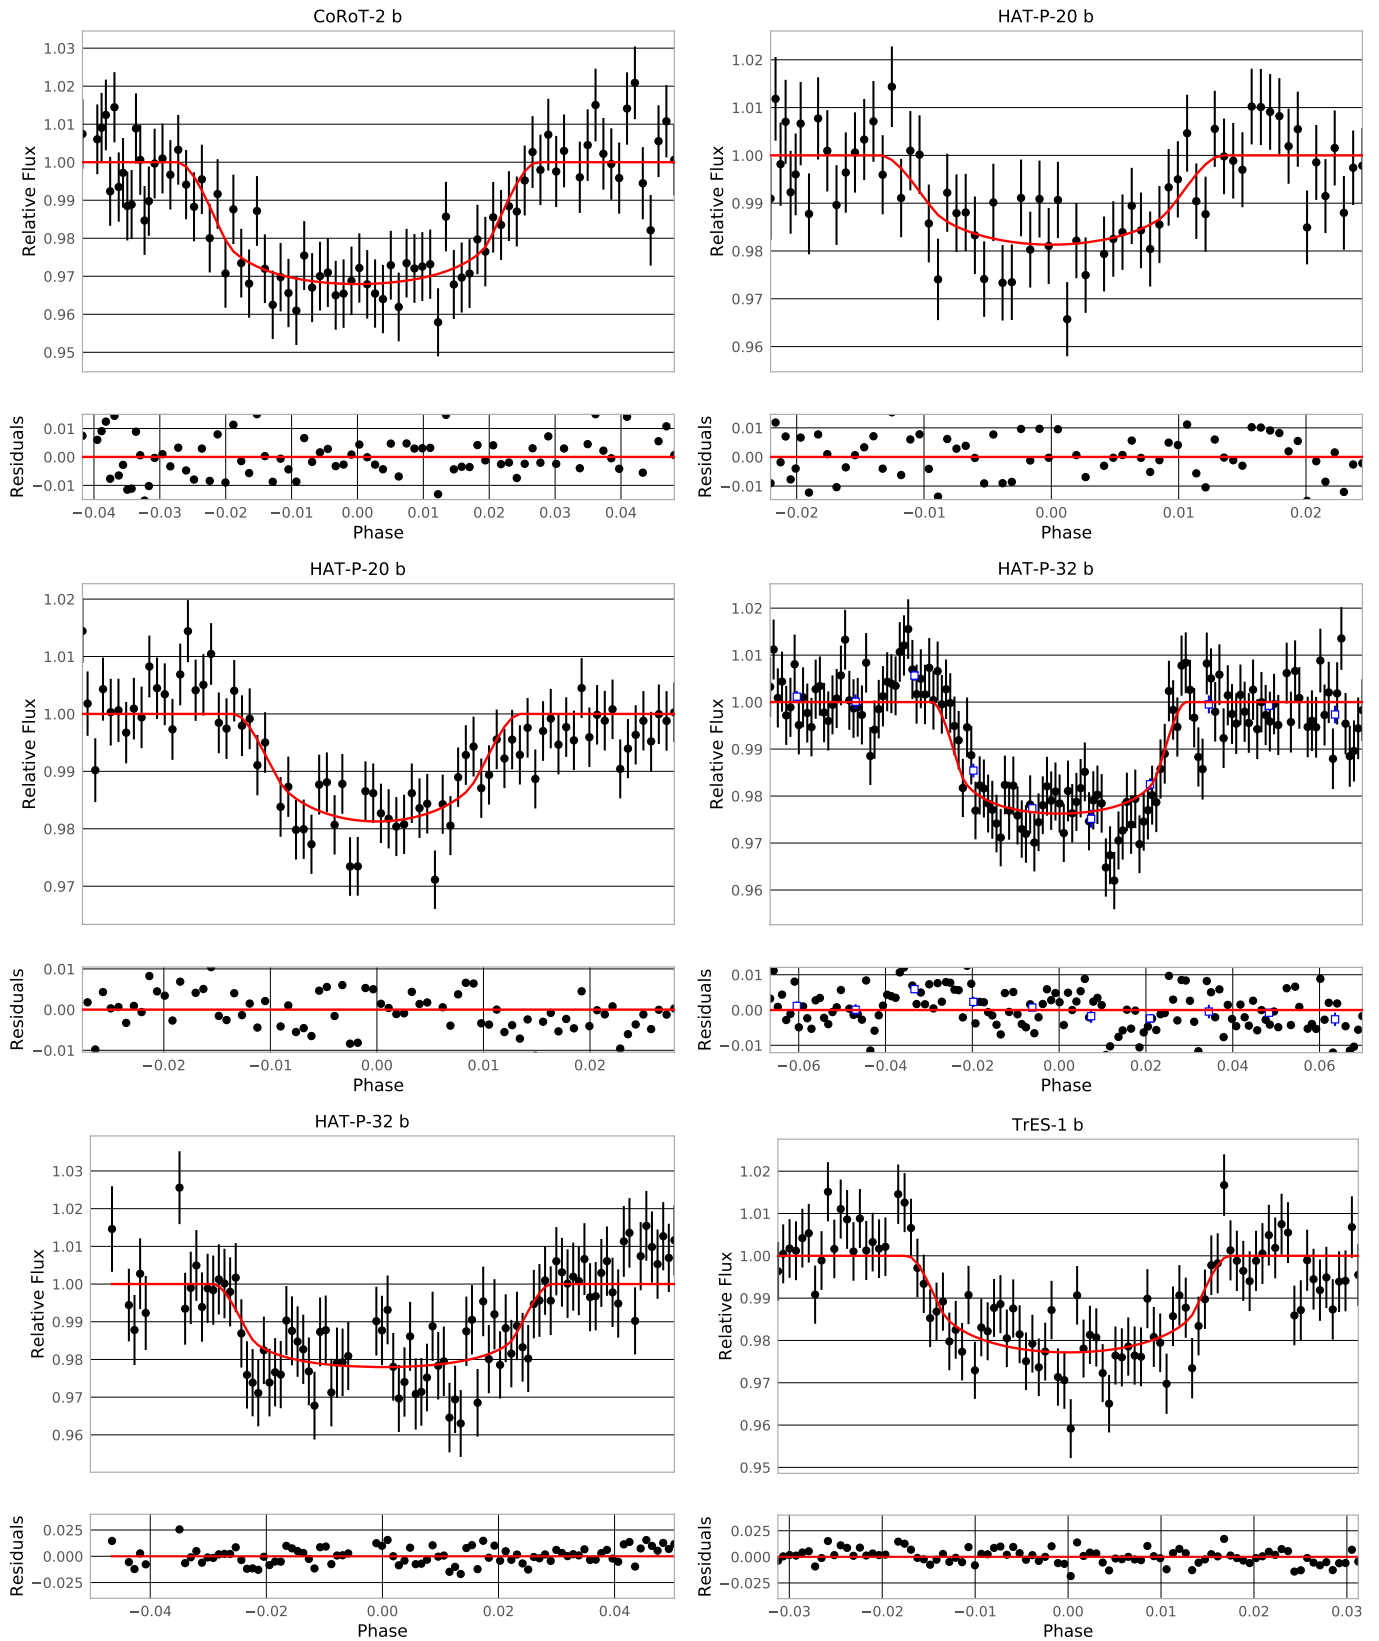 CoRoT-2 b
HAT-P-20 b
1.03
1.02
1.01
1.00
0.99
0.98
0.97
0.96
0.95
Relative Flux
1.02
1.01
1.00
0.99
0.98
0.97
0.96
Relative Flux
0.01
0.00
−0.01
Residuals
−0.04 −0.03 −0.02 −0.01 0.00 0.01 0.02 0.03 0.04
Phase
0.01
0.00
−0.01
Residuals
−0.02 −0.01 0.00 0.01 0.02
Phase
HAT-P-20 b
HAT-P-32 b
1.02
1.01
1.00
0.99
0.98
0.97
Relative Flux
1.02
1.01
1.00
0.99
0.98
0.97
0.96
Relative Flux
0.01
0.00
−0.01
Residuals
−0.02 −0.01 0.00 0.01 0.02
Phase
0.01
0.00
−0.01
Residuals
−0.06 −0.04 −0.02 0.00 0.02 0.04 0.06
Phase
HAT-P-32 b
TrES-1 b
1.03
1.02
1.01
1.00
0.99
0.98
0.97
0.96
Relative Flux
1.02
1.01
1.00
0.99
0.98
0.97
0.96
0.95
Relative Flux
0.025
0.000
−0.025
Residuals
−0.04 −0.02 0.00 0.02 0.04
Phase
0.025
0.000
−0.025
Residuals
−0.03 −0.02 −0.01 0.00 0.01 0.02 0.03
Phase